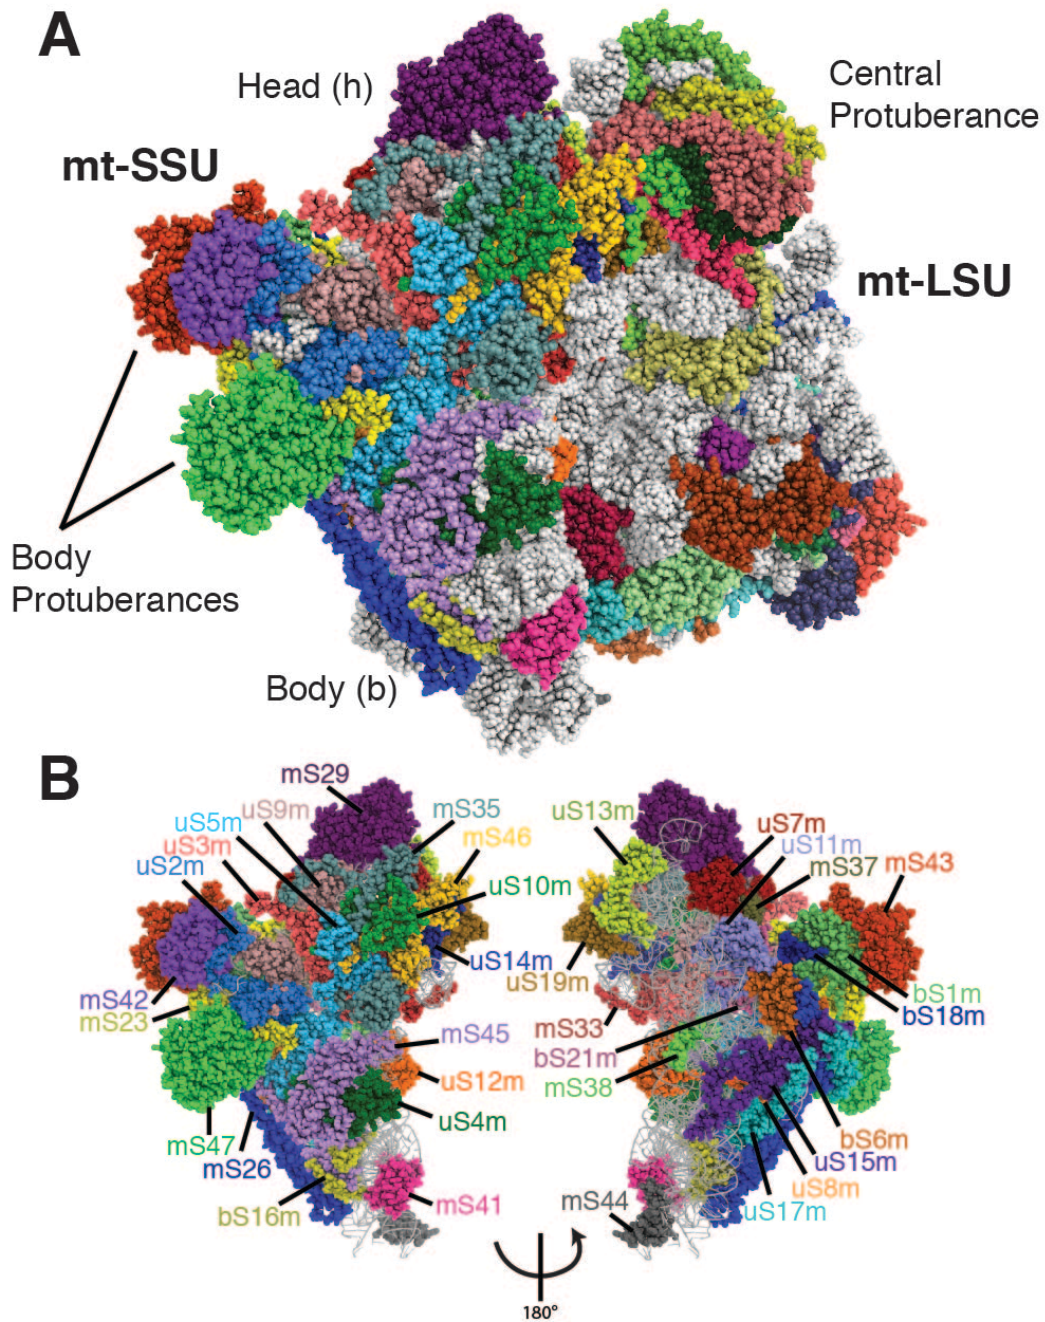 A
Head (h)
Central
Protuberance
mt-SSU
mt-LSU
Body
Protuberances
Body (b)
B
mS29
uS9m
mS35
uS5m
mS46
uS3m
uS2m
uS10m
uS14m
mS42
mS23
mS45
uS12m
uS4m
mS47
mS26
bS16m
mS41
uS13m
uS7m
uS11m
mS37
mS43
uS19m
bS1m
bS18m
mS33
bS21m
mS38
bS6m
uS15m
uS8m
mS44
uS17m
180°